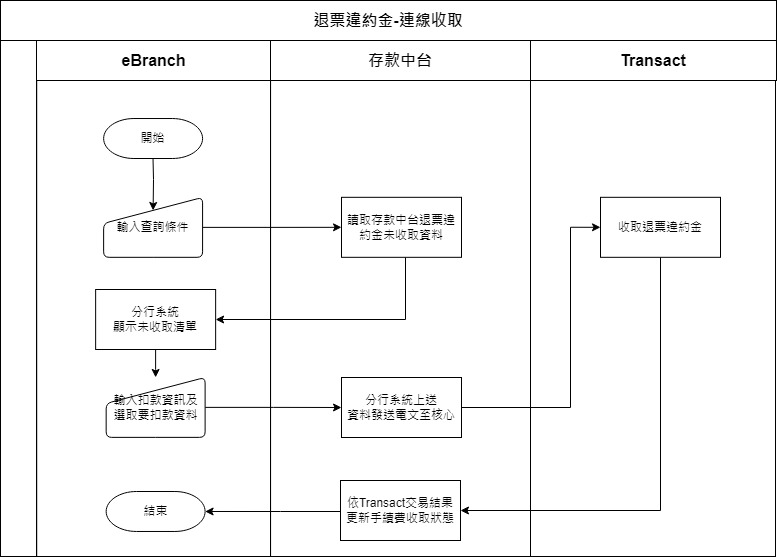 退票違約金-連線收取
eBranch
存款中台
Transact
開始
輸入查詢條件
讀取存款中台退票違
約金未收取資料
收取退票違約金
分行系統
顯示未收取清單
輸入扣款資訊及
選取要扣款資料
分行系統上送
資料發送電文至核心
依Transact交易結果
更新手續費收取狀態
結束